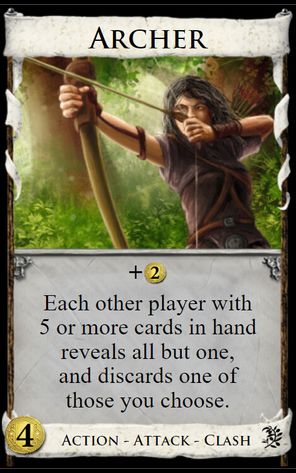 ARCHER
+2
Each other player with
5 or more cards in hand
reveals all but one,
and discards one of
those you choose.
4 ACTION - ATTACK - CLASH